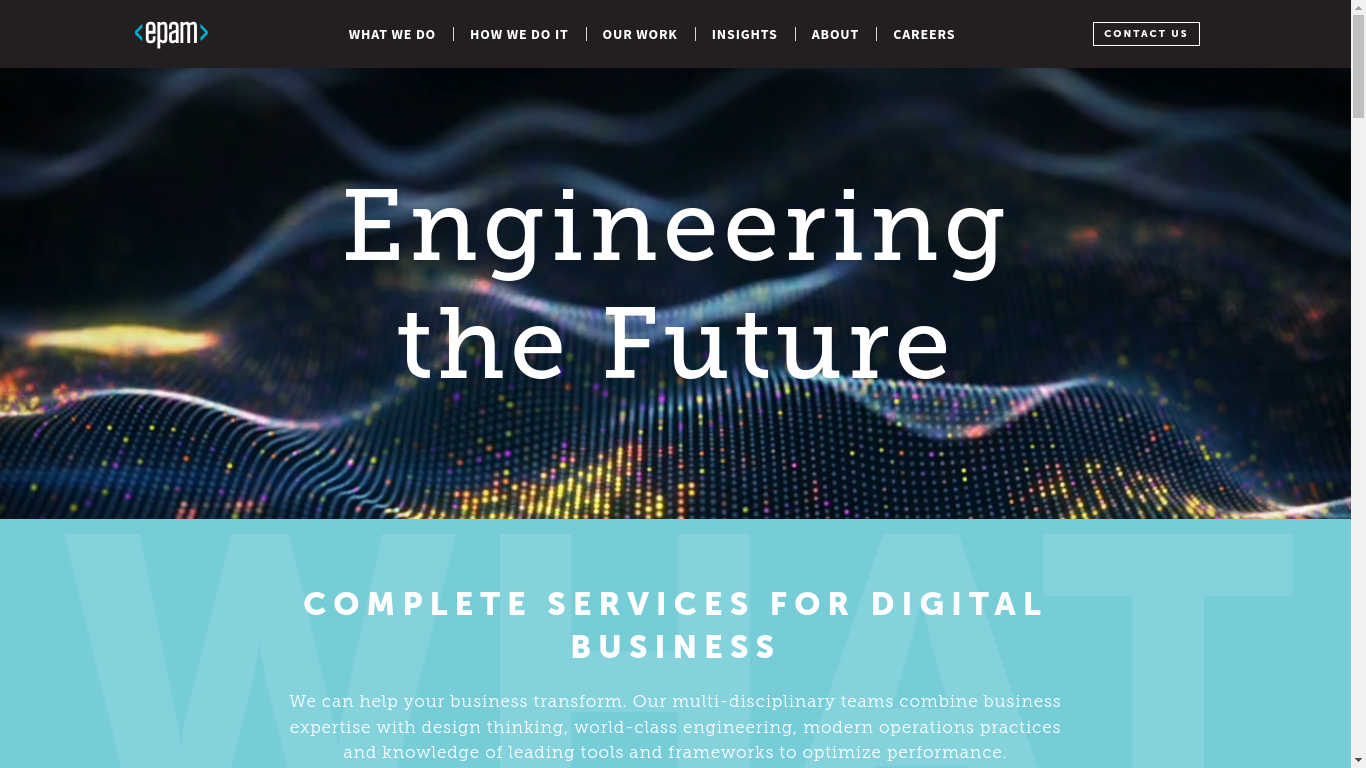 <epam>
WHAT WE DO
HOW WE DO IT
OUR WORK
INSIGHTS
ABOUT
CAREERS
CONTACT US
Engineering
the Future
WHAT
COMPLETE SERVICES FOR DIGITAL
BUSINESS
We can help your business transform. Our multi-disciplinary teams combine business
expertise with design thinking, world-class engineering, modern operations practices
and knowledge of leading tools and frameworks to optimize performance.